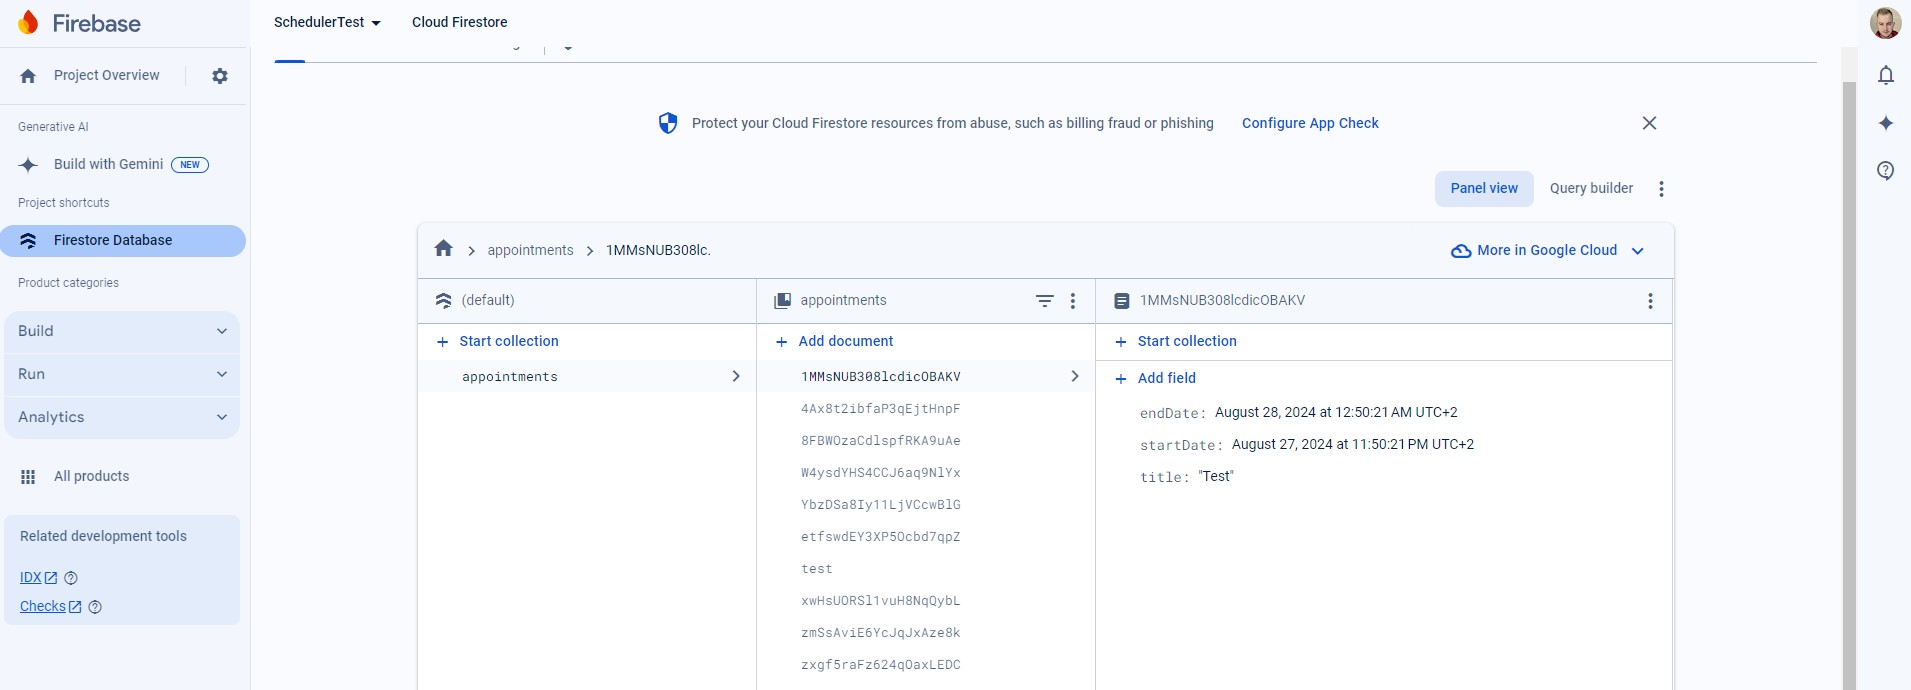 Firebase
SchedulerTest
Cloud Firestore
Project Overview
Generative AI
Build with Gemini NEW
Project shortcuts
Firestore Database
Product categories
Build
Run
Analytics
All products
Related development tools
IDX
Checks
Protect your Cloud Firestore resources from abuse, such as billing fraud or phishing Configure App Check
Panel view Query builder
appointments 1MMsNUB308lc.
More in Google Cloud
(default)
Start collection
appointments
appointments
Add document
1MMsNUB308lcdicOBAKV
4Ax8t2ibfaP3qEjtHnpF
8FBWOzaCdlspfRKA9uAe
W4ysdYHS4CCJ6aq9NlYx
YbzDSa8Iy11LjVCcwBlG
etfswdEY3XP5Ocbd7qpZ
test
xwHsUORSl1vuH8NqQybL
zmSsAviE6YcJqJxAze8k
zxgf5raFz624qOaxLEDC
1MMsNUB308lcdicOBAKV
Start collection
Add field
endDate: August 28, 2024 at 12:50:21 AM UTC+2
startDate: August 27, 2024 at 11:50:21 PM UTC+2
title: "Test"